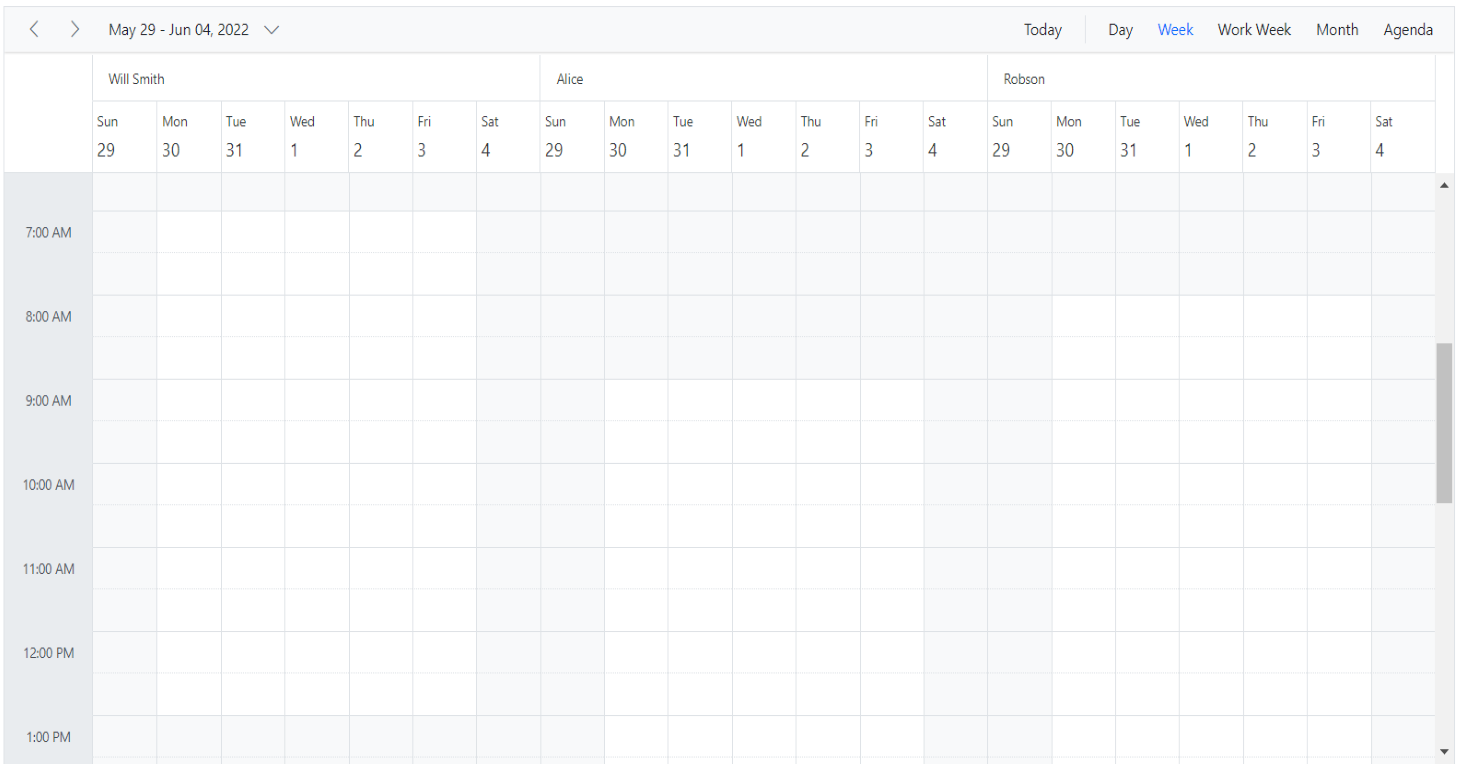 May 29 - Jun 04, 2022 Today Day Week Work Week Month Agenda
Will Smith Alice Robson
Sun Mon Tue Wed Thu Fri Sat Sun Mon Tue Wed Thu Fri Sat Sun Mon Tue Wed Thu Fri Sat
29 30 31 1 2 3 4 29 30 31 1 2 3 4 29 30 31 1 2 3 4
7:00 AM
8:00 AM
9:00 AM
10:00 AM
11:00 AM
12:00 PM
1:00 PM